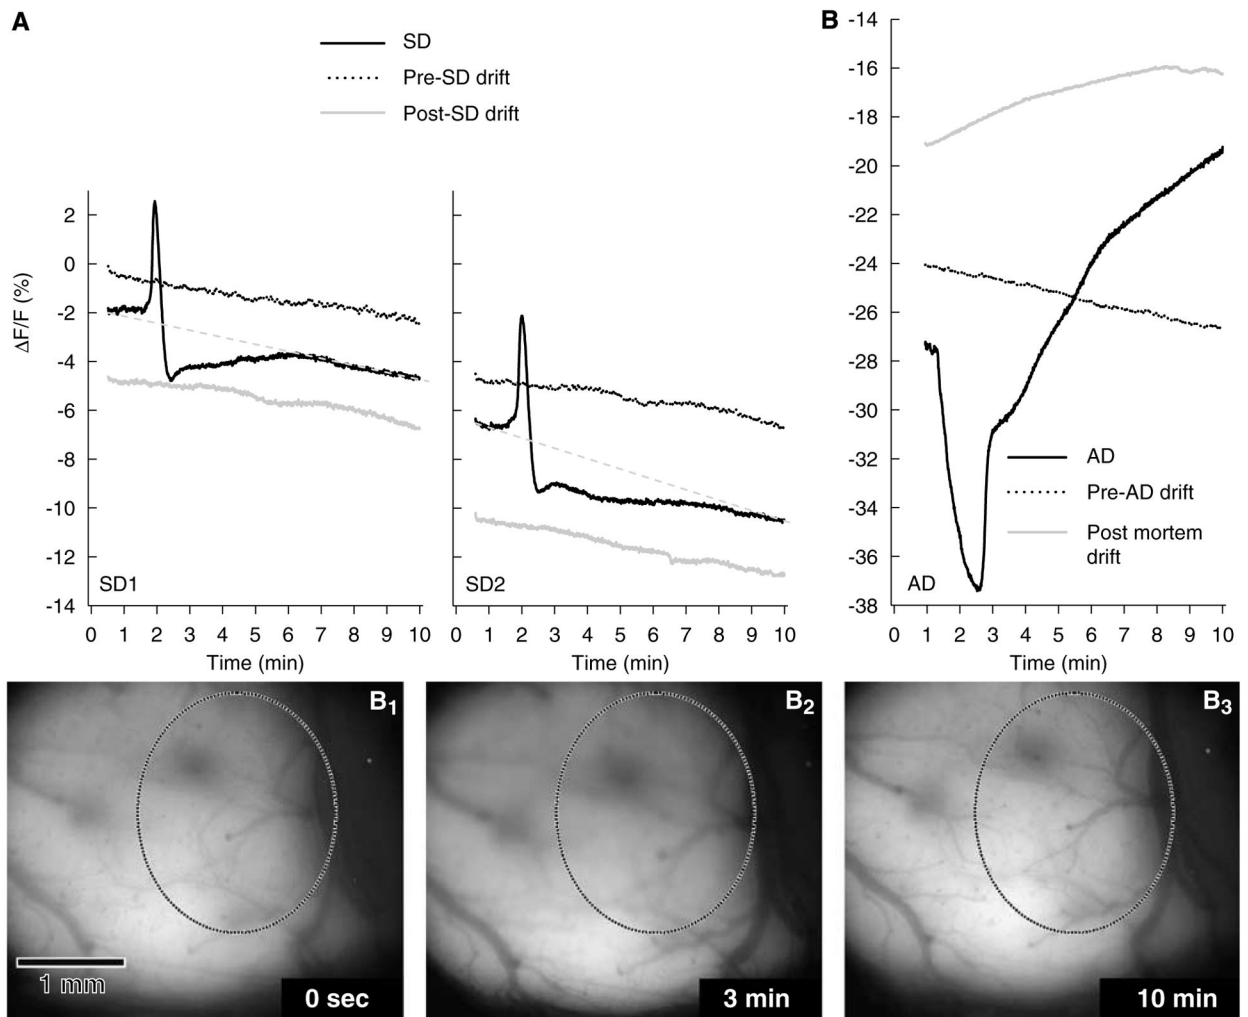 A
SD
Pre-SD drift
Post-SD drift
ΔF/F (%)
2
0
-2
-4
-6
-8
-10
-12
-14
SD1
0 1 2 3 4 5 6 7 8 9 10
Time (min)
SD2
0 1 2 3 4 5 6 7 8 9 10
Time (min)
B
-14
-16
-18
-20
-22
-24
-26
-28
-30
-32
-34
-36
-38
AD
Pre-AD drift
Post mortem
drift
AD
0 1 2 3 4 5 6 7 8 9 10
Time (min)
B1
1 mm
0 sec
B2
3 min
B3
10 min